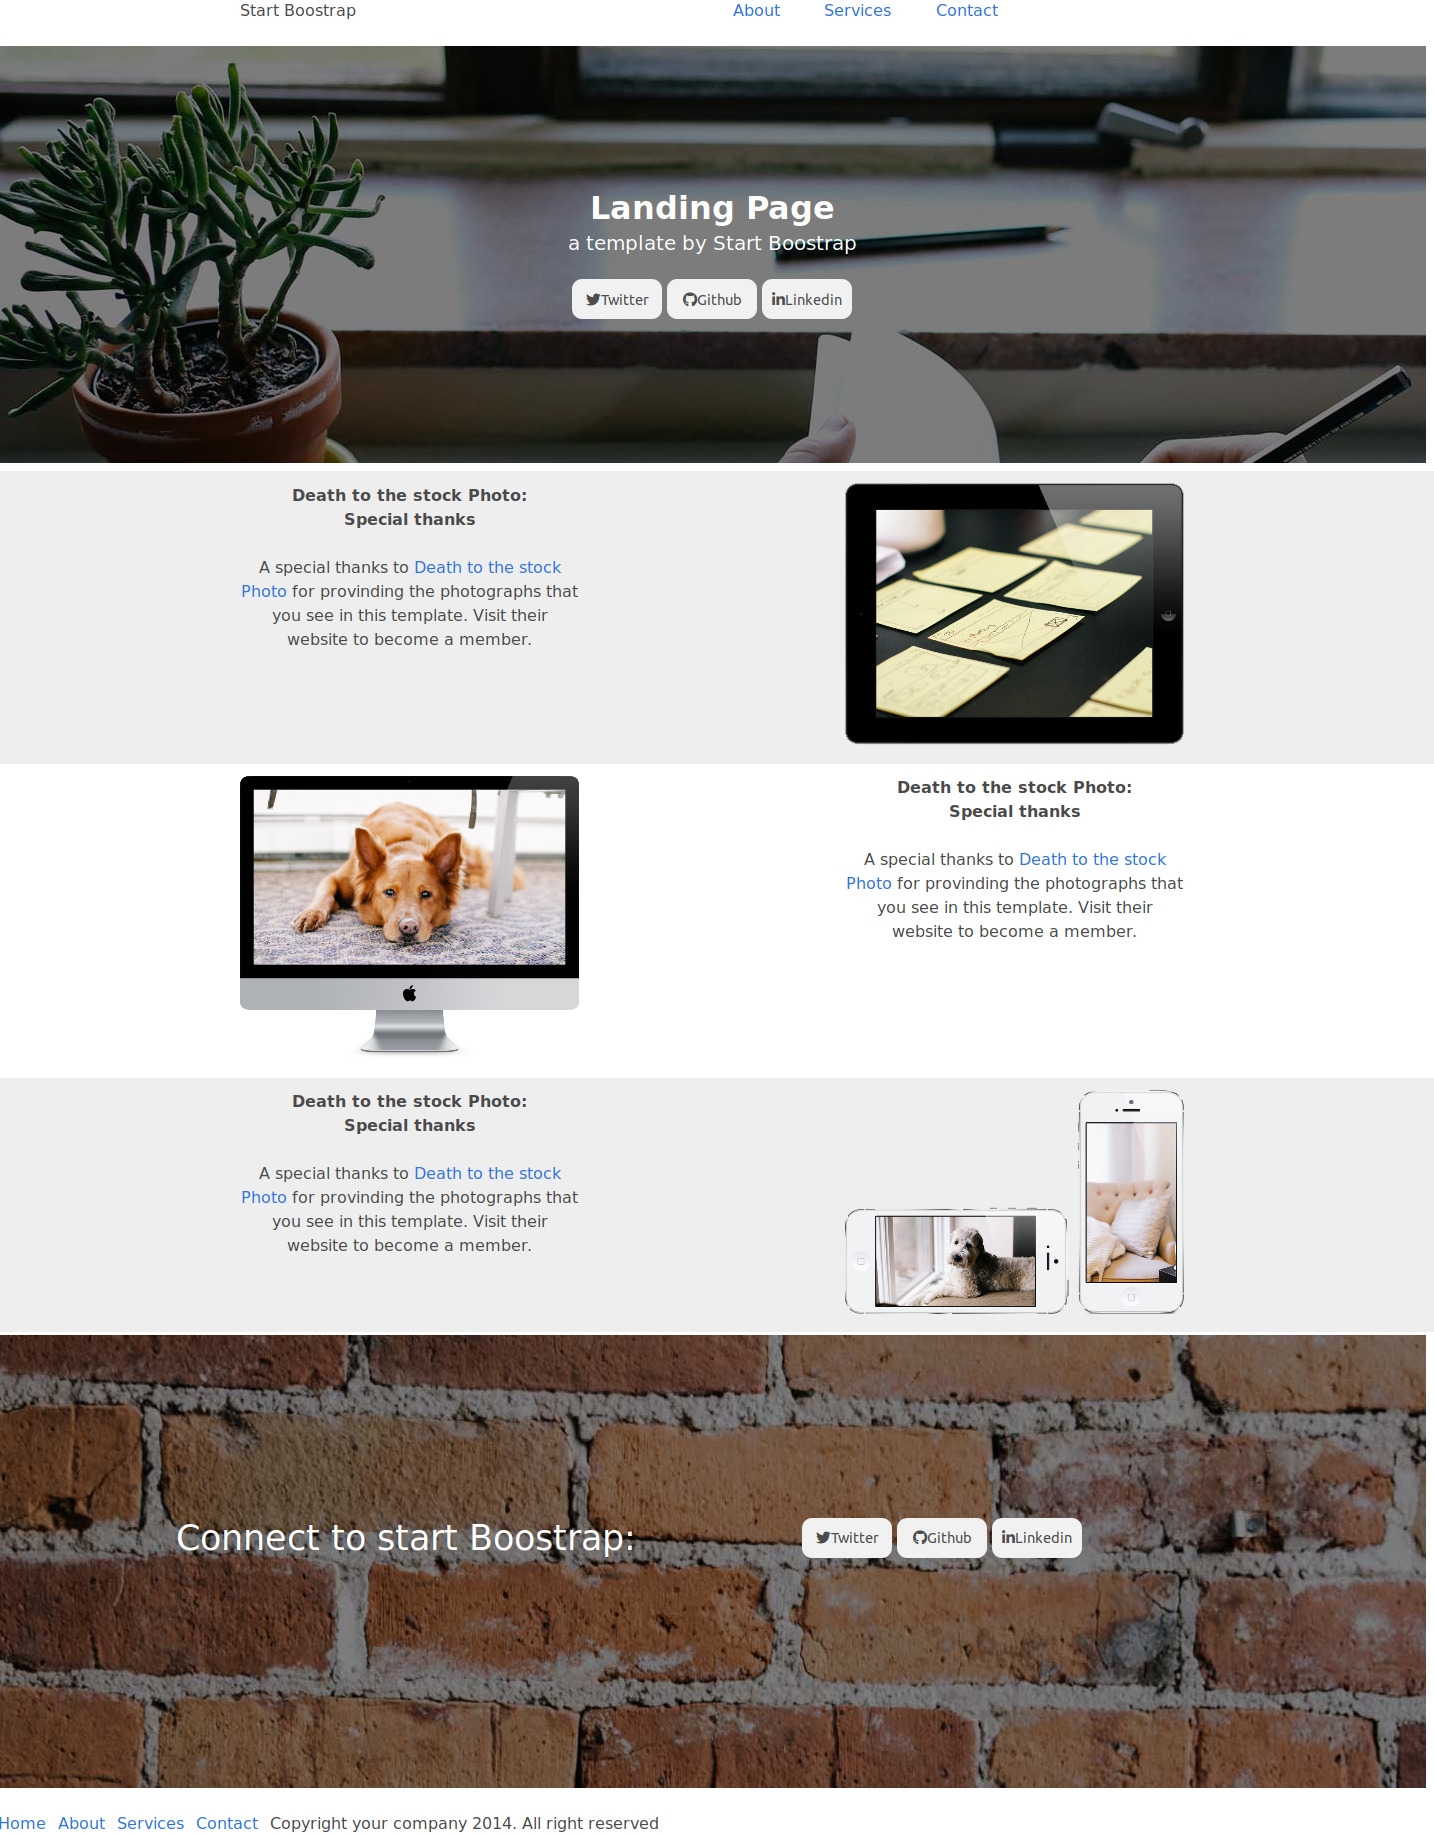 Start Boostrap
About Services Contact
Landing Page
a template by Start Boostrap
Twitter Github Linkedin
Death to the stock Photo:
Special thanks
A special thanks to Death to the stock
Photo for provinding the photographs that
you see in this template. Visit their
website to become a member.
Death to the stock Photo:
Special thanks
A special thanks to Death to the stock
Photo for provinding the photographs that
you see in this template. Visit their
website to become a member.
Death to the stock Photo:
Special thanks
A special thanks to Death to the stock
Photo for provinding the photographs that
you see in this template. Visit their
website to become a member.
Connect to start Boostrap:
Twitter Github Linkedin
Home About Services Contact Copyright your company 2014. All right reserved